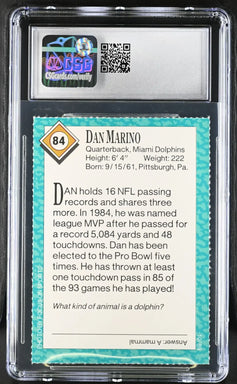 CSG
CSGcards.com/verify
84
DAN MARINO
Quarterback, Miami Dolphins
Height: 6' 4" Weight: 222
Born: 9/15/61, Pittsburgh, Pa.
DAN holds 16 NFL passing
records and shares three
more. In 1984, he was named
league MVP after he passed for
a record 5,084 yards and 48
touchdowns. Dan has been
elected to the Pro Bowl five
times. He has thrown at least
one touchdown pass in 85 of
the 93 games he has played!
What kind of animal is a dolphin?
Answer: A mammal